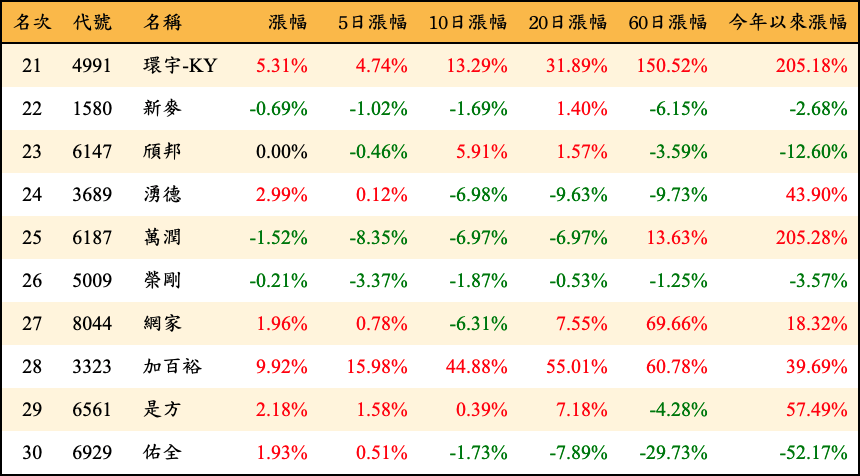 名次 代號 名稱 漲幅 5日漲幅 10日漲幅 20日漲幅 60日漲幅 今年以來漲幅
21 4991 環宇-KY 5.31% 4.74% 13.29% 31.89% 150.52% 205.18%
22 1580 新麥 -0.69% -1.02% -1.69% 1.40% -6.15% -2.68%
23 6147 頎邦 0.00% -0.46% 5.91% 1.57% -3.59% -12.60%
24 3689 湧德 2.99% 0.12% -6.98% -9.63% -9.73% 43.90%
25 6187 萬潤 -1.52% -8.35% -6.97% -6.97% 13.63% 205.28%
26 5009 榮剛 -0.21% -3.37% -1.87% -0.53% -1.25% -3.57%
27 8044 網家 1.96% 0.78% -6.31% 7.55% 69.66% 18.32%
28 3323 加百裕 9.92% 15.98% 44.88% 55.01% 60.78% 39.69%
29 6561 是方 2.18% 1.58% 0.39% 7.18% -4.28% 57.49%
30 6929 佑全 1.93% 0.51% -1.73% -7.89% -29.73% -52.17%